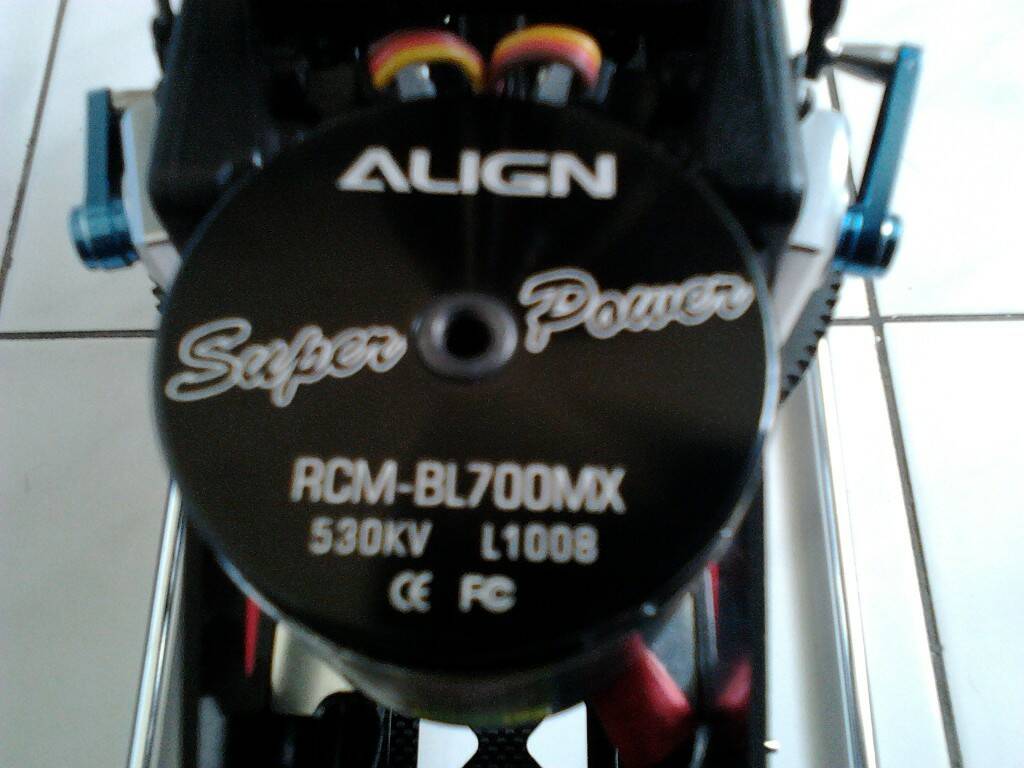 ALIGN
Super Power
RCM-BL700MX
530KV L1008
CE FC